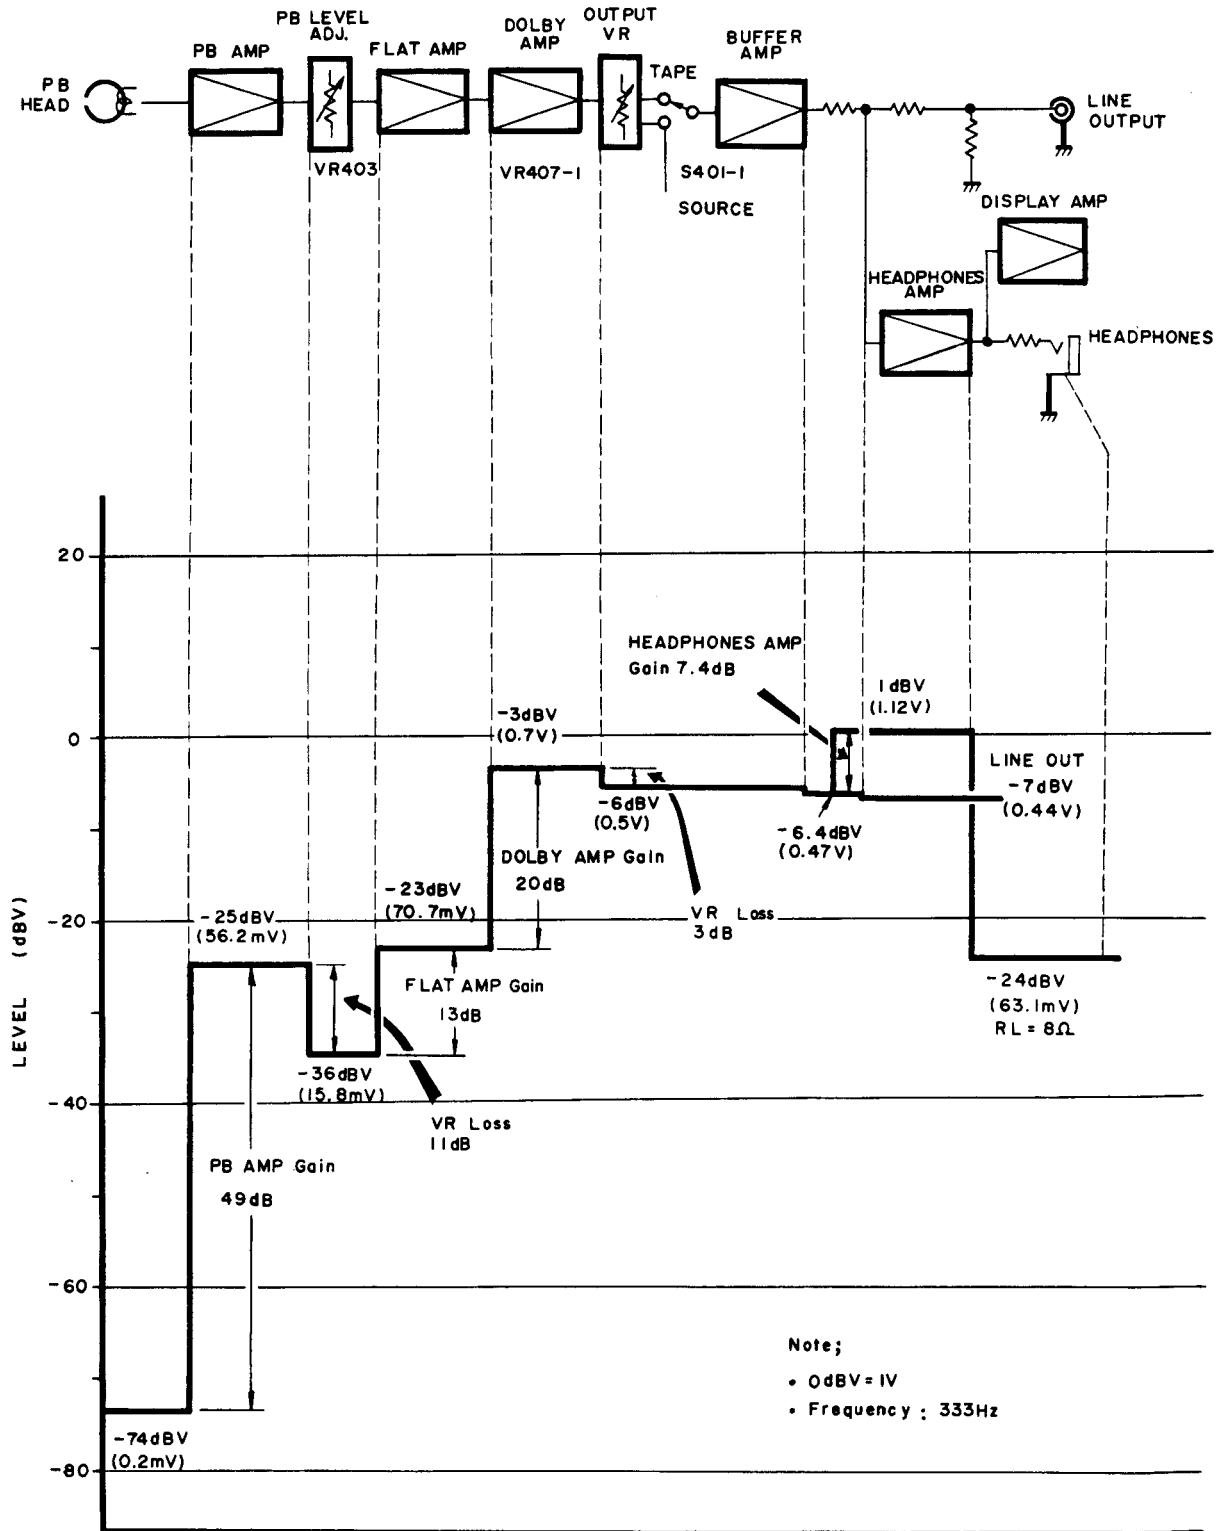 PB LEVEL
ADJ.
OUTPUT
VR
DOLBY
AMP
PB AMP
FLAT AMP
BUFFER
AMP
TAPE
PB
HEAD
LINE
OUTPUT
VR403
VR407-1
S401-1
SOURCE
DISPLAY AMP
HEADPHONES
AMP
HEADPHONES
20
HEADPHONES AMP
Gain 7.4dB
1dBV
(1.12V)
-3dBV
(0.7V)
0
LINE OUT
-7dBV
(0.44V)
-6dBV
(0.5V)
-6.4dBV
(0.47V)
DOLBY AMP Gain
20dB
-23dBV
(70.7mV)
VR Loss
3dB
-25dBV
(56.2mV)
-20
LEVEL (dBV)
FLAT AMP Gain
13dB
-24dBV
(63.1mV)
RL=8Ω
-36dBV
(15.8mV)
-40
VR Loss
11dB
PB AMP Gain
49dB
-60
Note;
• 0dBV=1V
• Frequency: 333Hz
-74dBV
(0.2mV)
-80